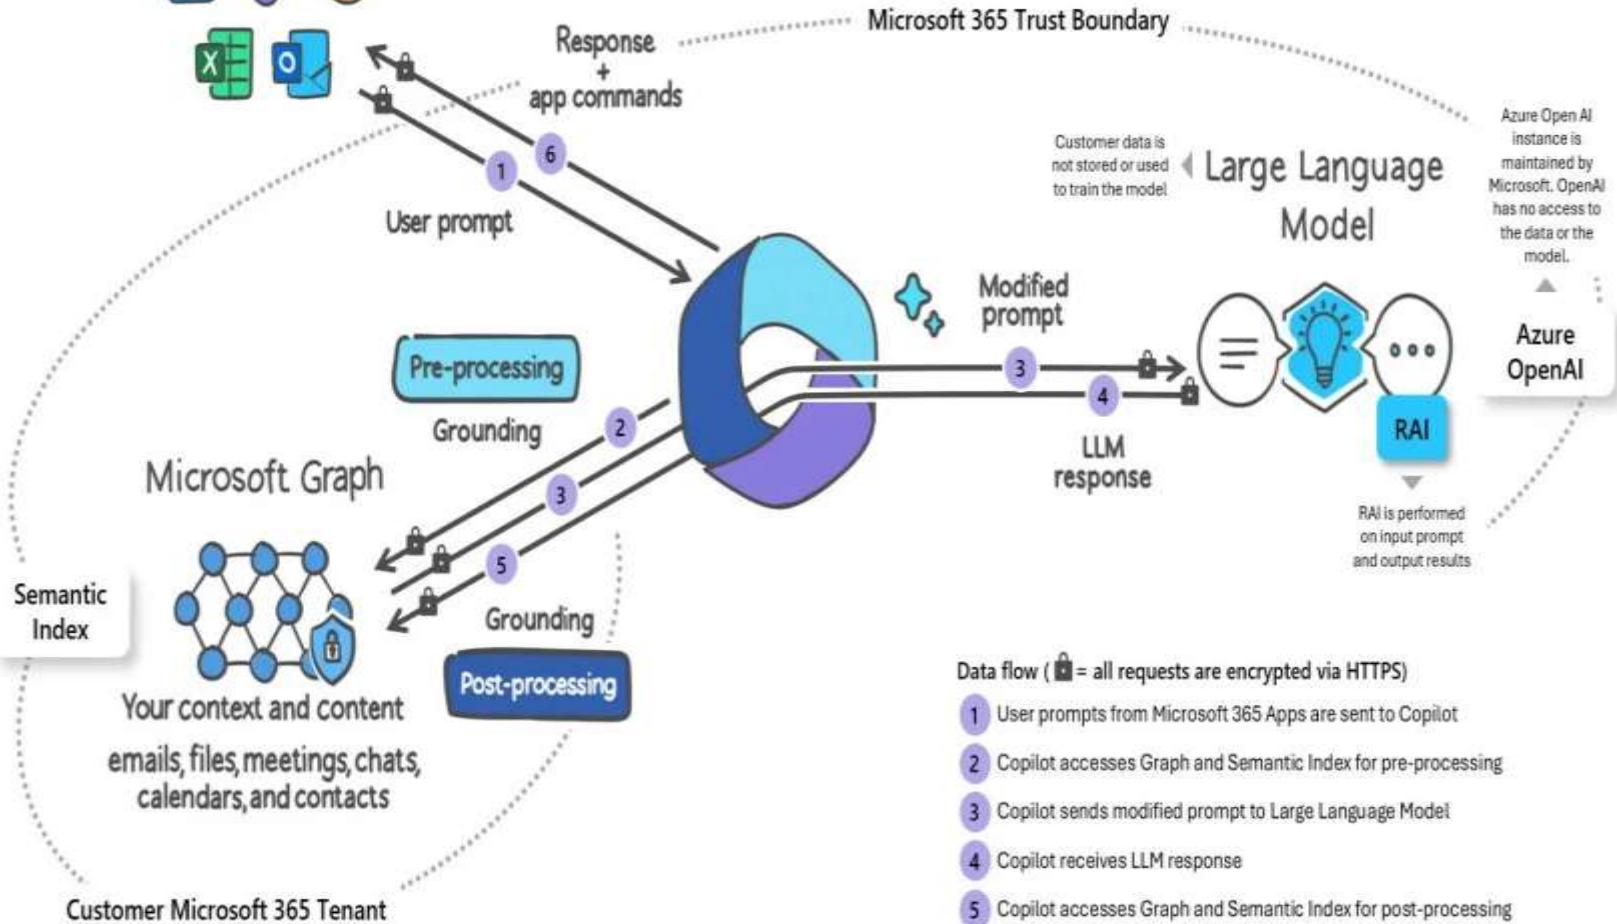 Microsoft 365 Trust Boundary
X
O
Response
+
app commands
6
1
User prompt
Customer data is
not stored or used
to train the model
Large Language
Model
Azure Open AI
instance is
maintained by
Microsoft. OpenAI
has no access to
the data or the
model.
Modified
prompt
3
4
LLM
response
Azure
OpenAI
RAI
RAI is performed
on input prompt
and output results
Pre-processing
Grounding
2
3
5
Microsoft Graph
Semantic
Index
Grounding
Post-processing
Your context and content
emails, files, meetings, chats,
calendars, and contacts
Customer Microsoft 365 Tenant
Data flow ( = all requests are encrypted via HTTPS)
1 User prompts from Microsoft 365 Apps are sent to Copilot
2 Copilot accesses Graph and Semantic Index for pre-processing
3 Copilot sends modified prompt to Large Language Model
4 Copilot receives LLM response
5 Copilot accesses Graph and Semantic Index for post-processing